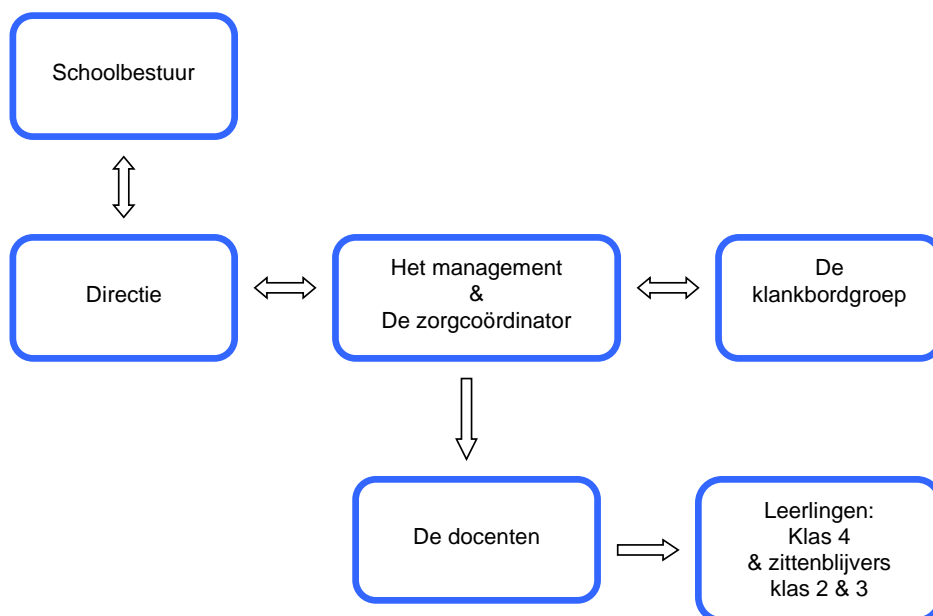 Schoolbestuur
Directie
Het management
&
De zorgcoördinator
De
klankbordgroep
De docenten
Leerlingen:
Klas 4
& zittenblijvers
klas 2 & 3